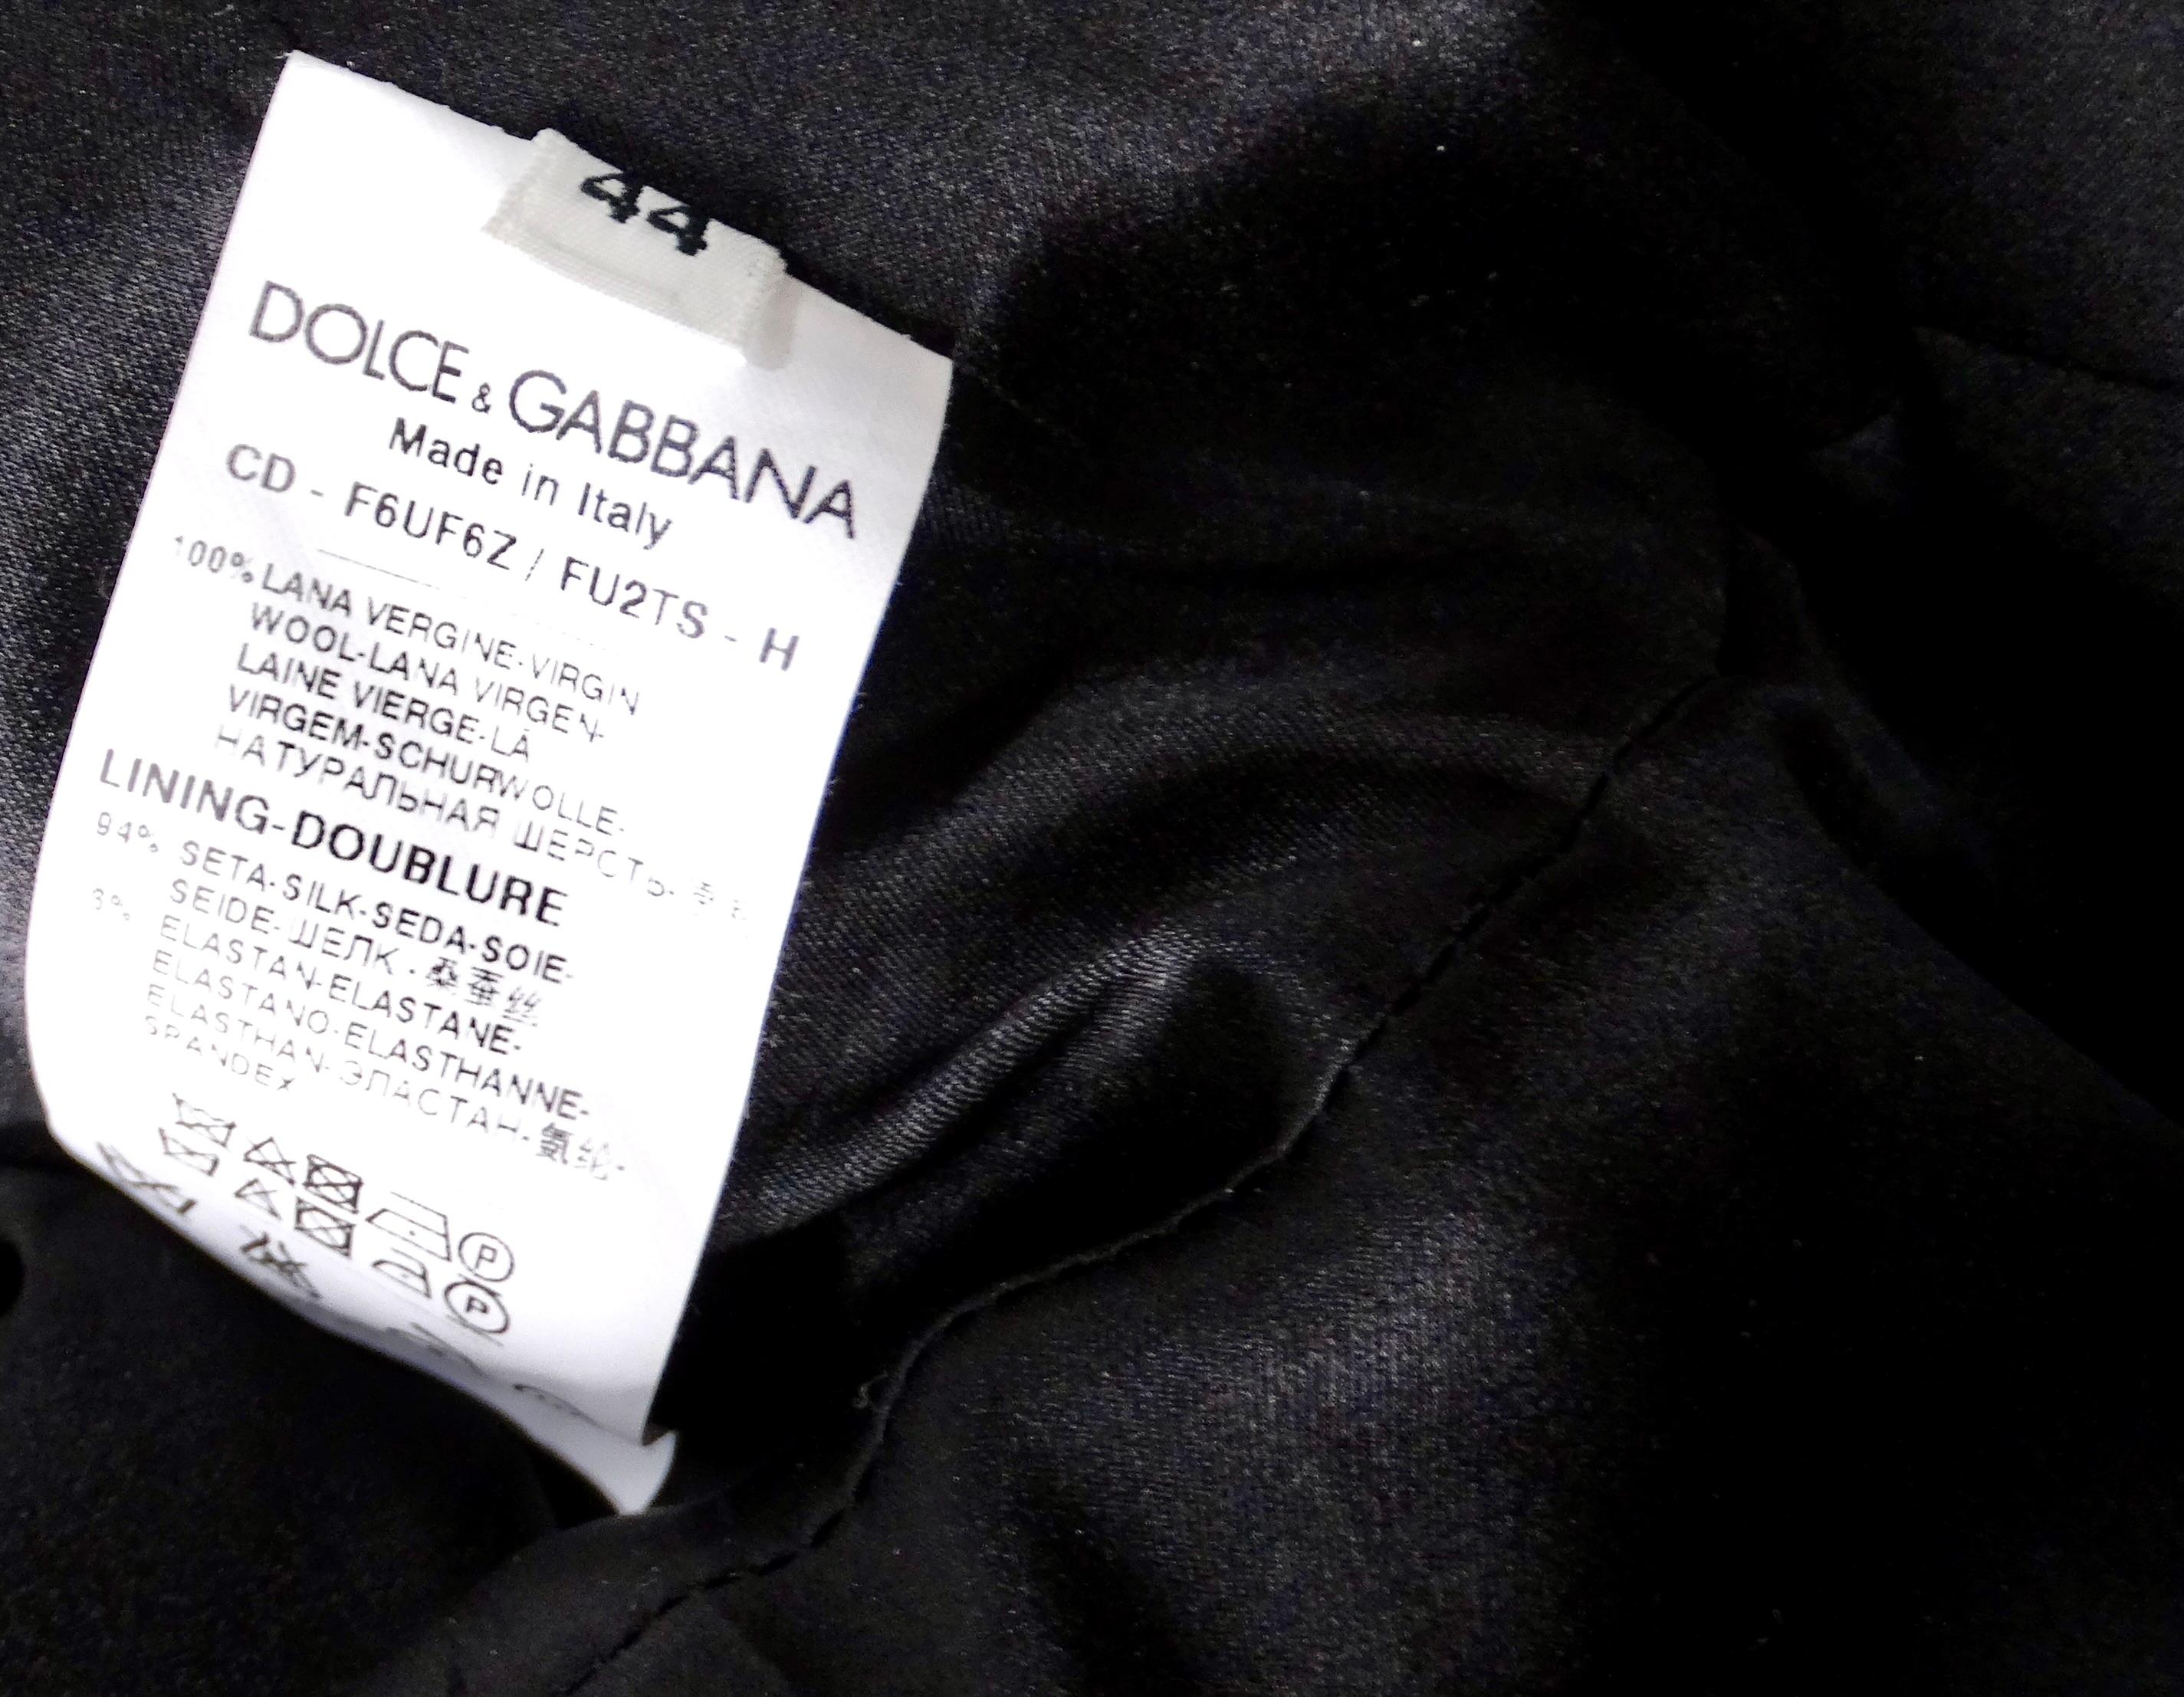 44
DOLCE & GABBANA
Made in Italy
CD - F6UF6Z / FU2TS - H
100% LANA VERGINE-VIRGIN
WOOL-LANA VIRGEN-
LAINE VIERGE-LÃ
VIRGEM-SCHURWOLLE-
НАТУРАЛЬНАЯ ШЕРСТЬ-
LINING-DOUBLURE
94% SETA-SILK-SEDA-SOIE-
SEIDE-ШЕЛК-桑蚕丝
ELASTAN-ELASTANE-
ELASTANO-ELASTHANNE-
ELASTHAN-ЭЛАСТАН-氨纶-
SPANDEX
P
P